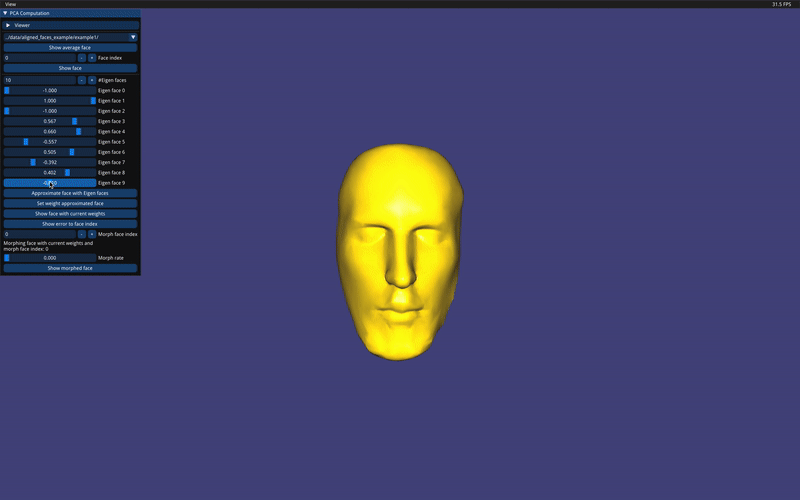 View
31.5 FPS
PCA Computation
Viewer
../data/aligned_faces_example/example1/
Show average face
0 - + Face index
Show face
10 - + #Eigen faces
-1.000 Eigen face 0
1.000 Eigen face 1
-1.000 Eigen face 2
0.567 Eigen face 3
0.660 Eigen face 4
-0.557 Eigen face 5
0.505 Eigen face 6
-0.392 Eigen face 7
0.402 Eigen face 8
Eigen face 9
Approximate face with Eigen faces
Set weight approximated face
Show face with current weights
Show error to face index
0 - + Morph face index
Morphing face with current weights and
morph face index: 0
0.000 Morph rate
Show morphed face